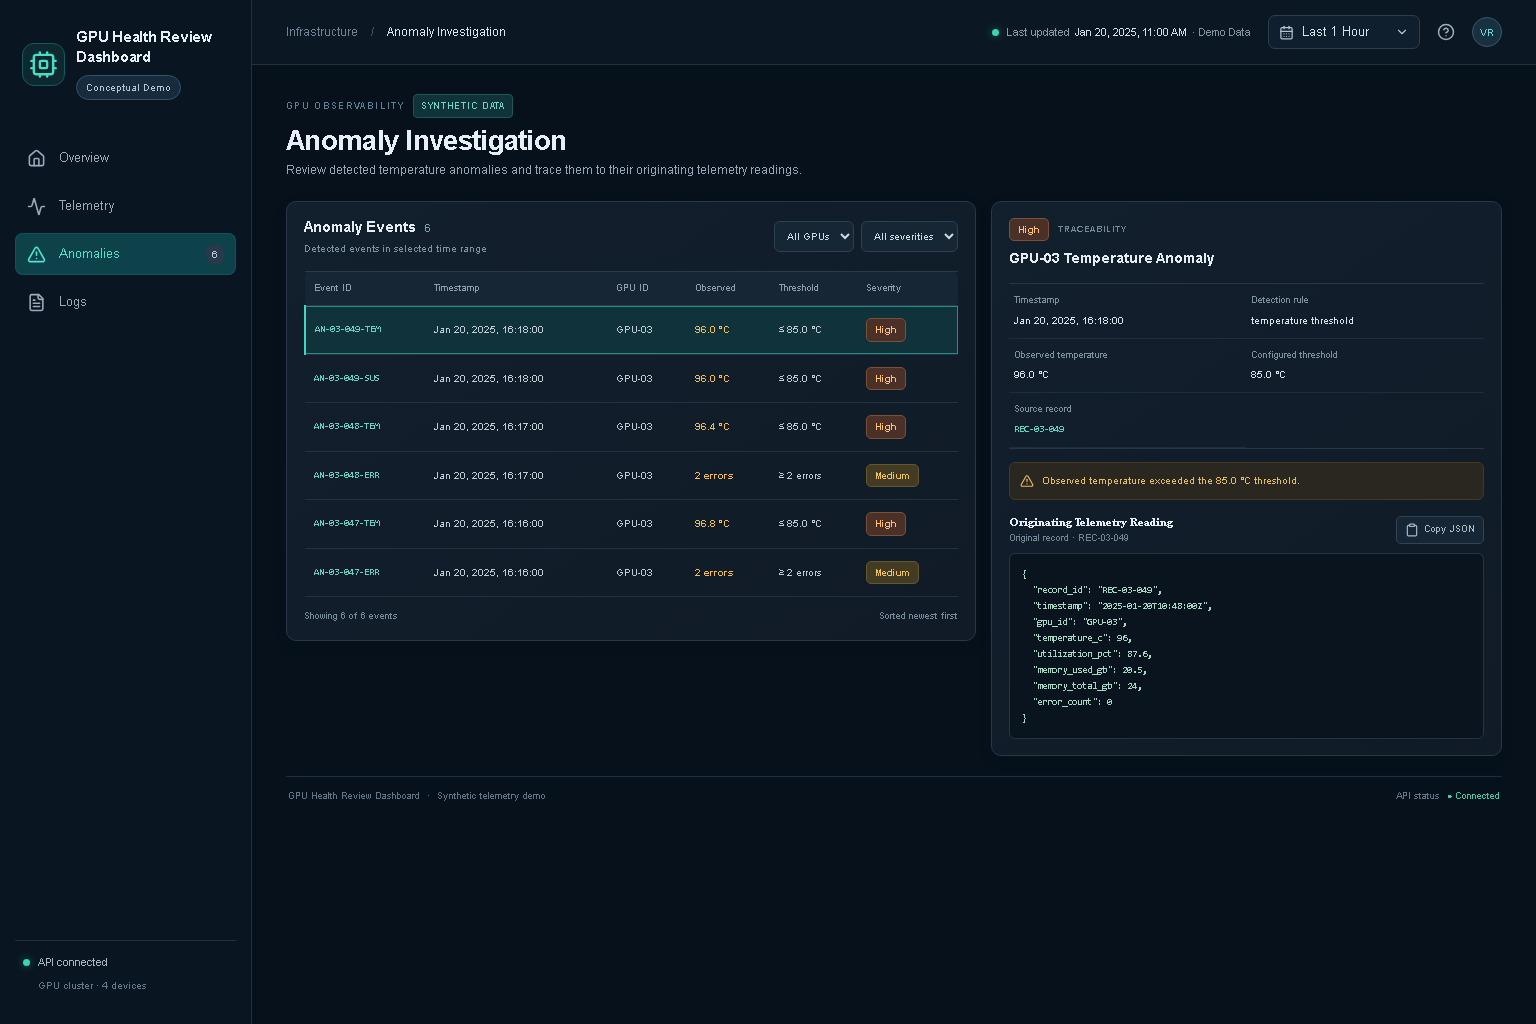 GPU Health Review
Dashboard
Conceptual Demo
Overview
Telemetry
Anomalies 6
Logs
API connected
GPU cluster · 4 devices
Infrastructure / Anomaly Investigation
Last updated Jan 20, 2025, 11:00 AM · Demo Data
Last 1 Hour
VR
GPU OBSERVABILITY SYNTHETIC DATA
Anomaly Investigation
Review detected temperature anomalies and trace them to their originating telemetry readings.
Anomaly Events 6
Detected events in selected time range
All GPUs All severities
Event ID Timestamp GPU ID Observed Threshold Severity
AN-03-049-TEM Jan 20, 2025, 16:18:00 GPU-03 96.0 °C ≤ 85.0 °C High
AN-03-049-SUS Jan 20, 2025, 16:18:00 GPU-03 96.0 °C ≤ 85.0 °C High
AN-03-048-TEM Jan 20, 2025, 16:17:00 GPU-03 96.4 °C ≤ 85.0 °C High
AN-03-048-ERR Jan 20, 2025, 16:17:00 GPU-03 2 errors ≥ 2 errors Medium
AN-03-047-TEM Jan 20, 2025, 16:16:00 GPU-03 96.8 °C ≤ 85.0 °C High
AN-03-047-ERR Jan 20, 2025, 16:16:00 GPU-03 2 errors ≥ 2 errors Medium
Showing 6 of 6 events Sorted newest first
High TRACEABILITY
GPU-03 Temperature Anomaly
Timestamp Detection rule
Jan 20, 2025, 16:18:00 temperature threshold
Observed temperature Configured threshold
96.0 °C 85.0 °C
Source record
REC-03-049
Observed temperature exceeded the 85.0 °C threshold.
Originating Telemetry Reading
Original record · REC-03-049
Copy JSON
{
"record_id": "REC-03-049",
"timestamp": "2025-01-20T10:48:00Z",
"gpu_id": "GPU-03",
"temperature_c": 96,
"utilization_pct": 87.6,
"memory_used_gb": 20.5,
"memory_total_gb": 24,
"error_count": 0
}
GPU Health Review Dashboard · Synthetic telemetry demo
API status • Connected